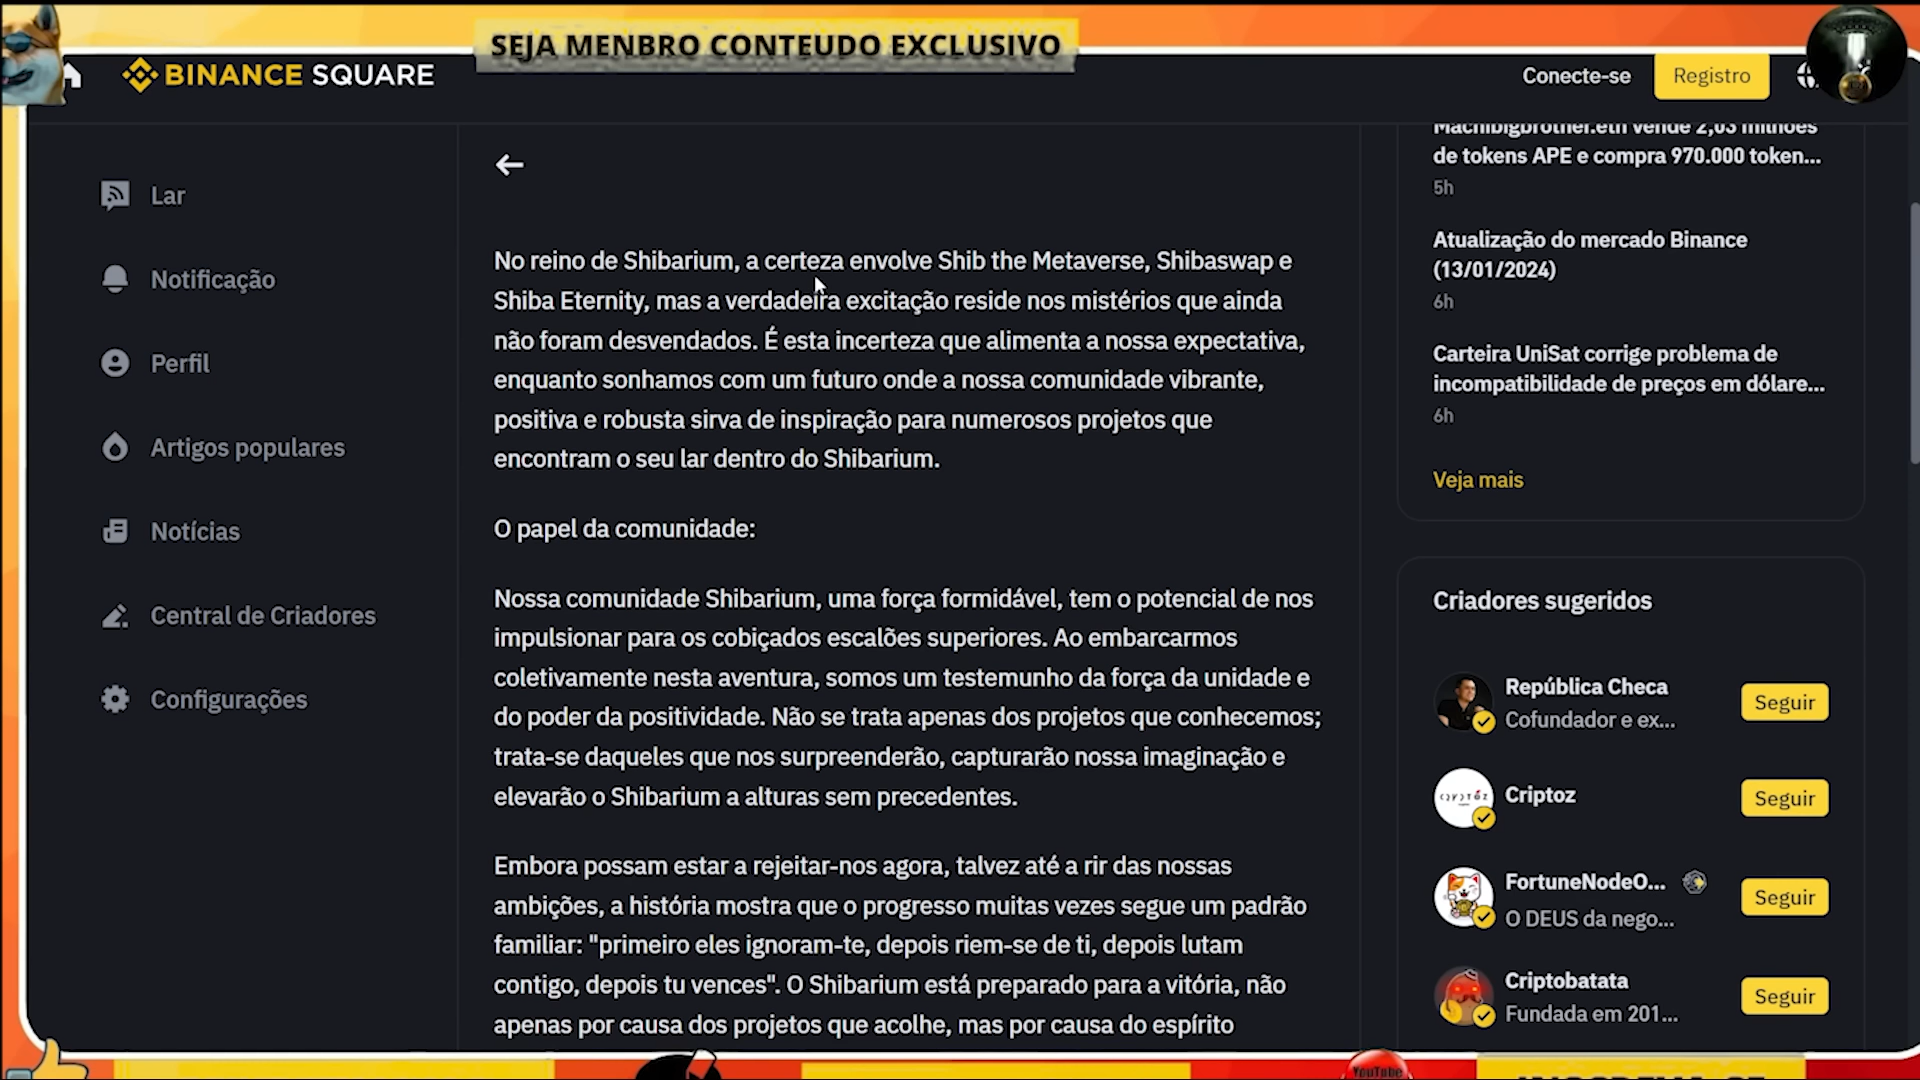 SEJA MENBRO CONTEUDO EXCLUSIVO
BINANCE SQUARE
Conecte-se
Registro
Lar
Notificação
Perfil
Artigos populares
Notícias
Central de Criadores
Configurações
No reino de Shibarium, a certeza envolve Shib the Metaverse, Shibaswap e
Shiba Eternity, mas a verdadeira excitação reside nos mistérios que ainda
não foram desvendados. É esta incerteza que alimenta a nossa expectativa,
enquanto sonhamos com um futuro onde a nossa comunidade vibrante,
positiva e robusta sirva de inspiração para numerosos projetos que
encontram o seu lar dentro do Shibarium.
O papel da comunidade:
Nossa comunidade Shibarium, uma força formidável, tem o potencial de nos
impulsionar para os cobiçados escalões superiores. Ao embarcarmos
coletivamente nesta aventura, somos um testemunho da força da unidade e
do poder da positividade. Não se trata apenas dos projetos que conhecemos;
trata-se daqueles que nos surpreenderão, capturarão nossa imaginação e
elevarão o Shibarium a alturas sem precedentes.
Embora possam estar a rejeitar-nos agora, talvez até a rir das nossas
ambições, a história mostra que o progresso muitas vezes segue um padrão
familiar: "primeiro eles ignoram-te, depois riem-se de ti, depois lutam
contigo, depois tu vences". O Shibarium está preparado para a vitória, não
apenas por causa dos projetos que acolhe, mas por causa do espírito
Machibigbrother.eth vende 2,03 milhões
de tokens APE e compra 970.000 token...
5h
Atualização do mercado Binance
(13/01/2024)
6h
Carteira UniSat corrige problema de
incompatibilidade de preços em dólare...
6h
Veja mais
Criadores sugeridos
República Checa
Cofundador e ex...
Seguir
Criptoz
Seguir
FortuneNodeO...
O DEUS da nego...
Seguir
Criptobatata
Fundada em 201...
Seguir
YouTube